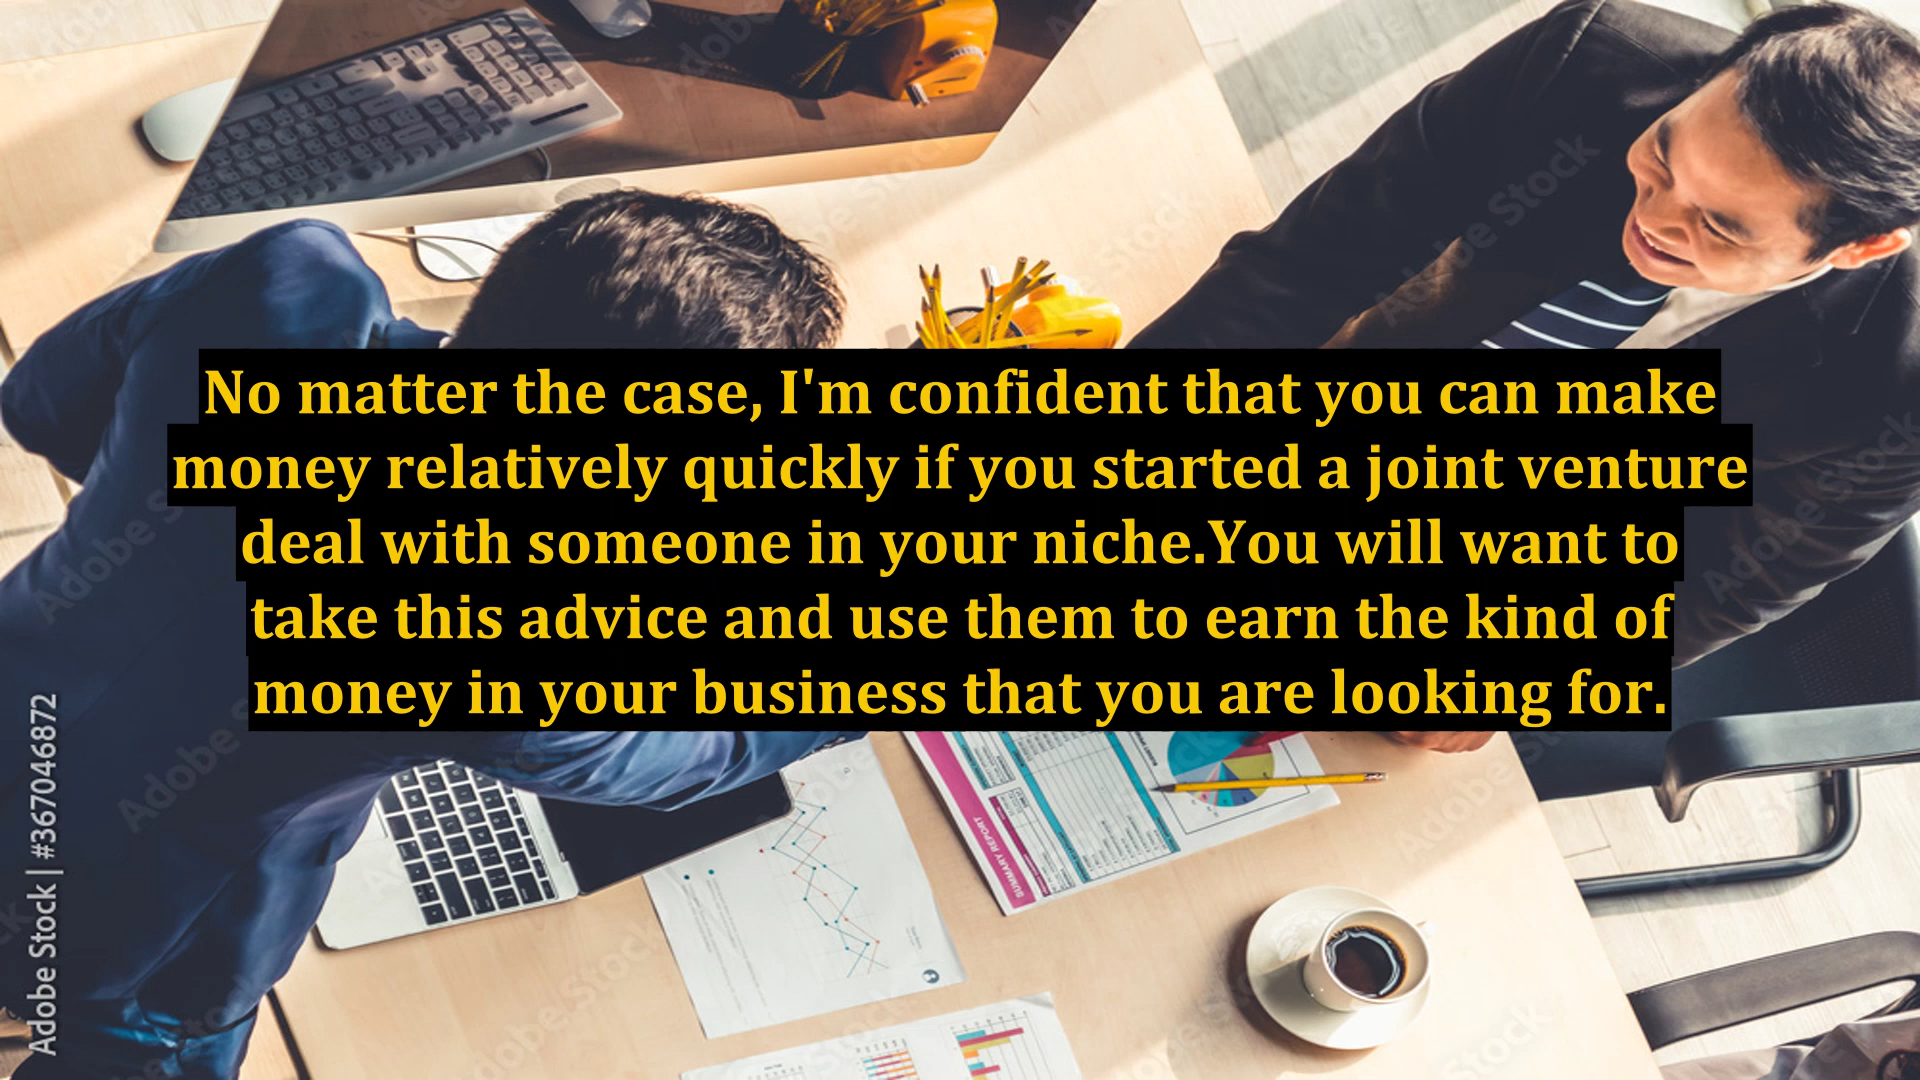 No matter the case, I'm confident that you can make
money relatively quickly if you started a joint venture
deal with someone in your niche.You will want to
take this advice and use them to earn the kind of
money in your business that you are looking for.
SUMMARY REPORT
Adobe Stock | #367046872
Adobe Stock